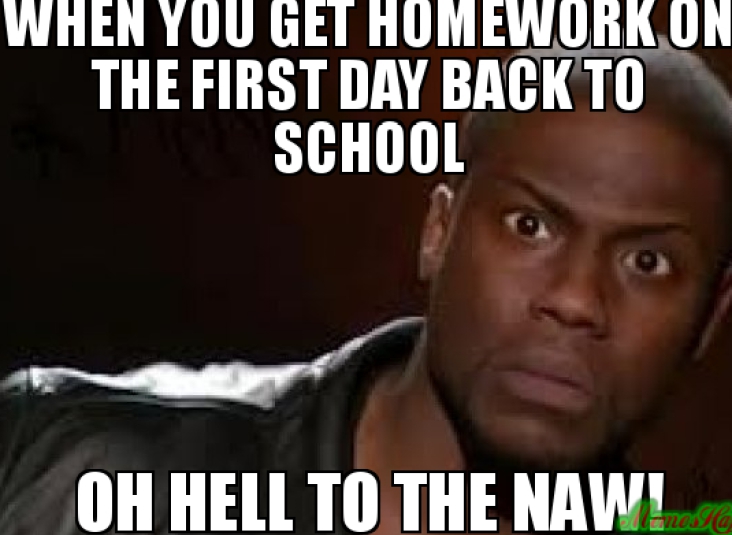 WHEN YOU GET HOMEWORK ON
THE FIRST DAY BACK TO
SCHOOL
OH HELL TO THE NAW!